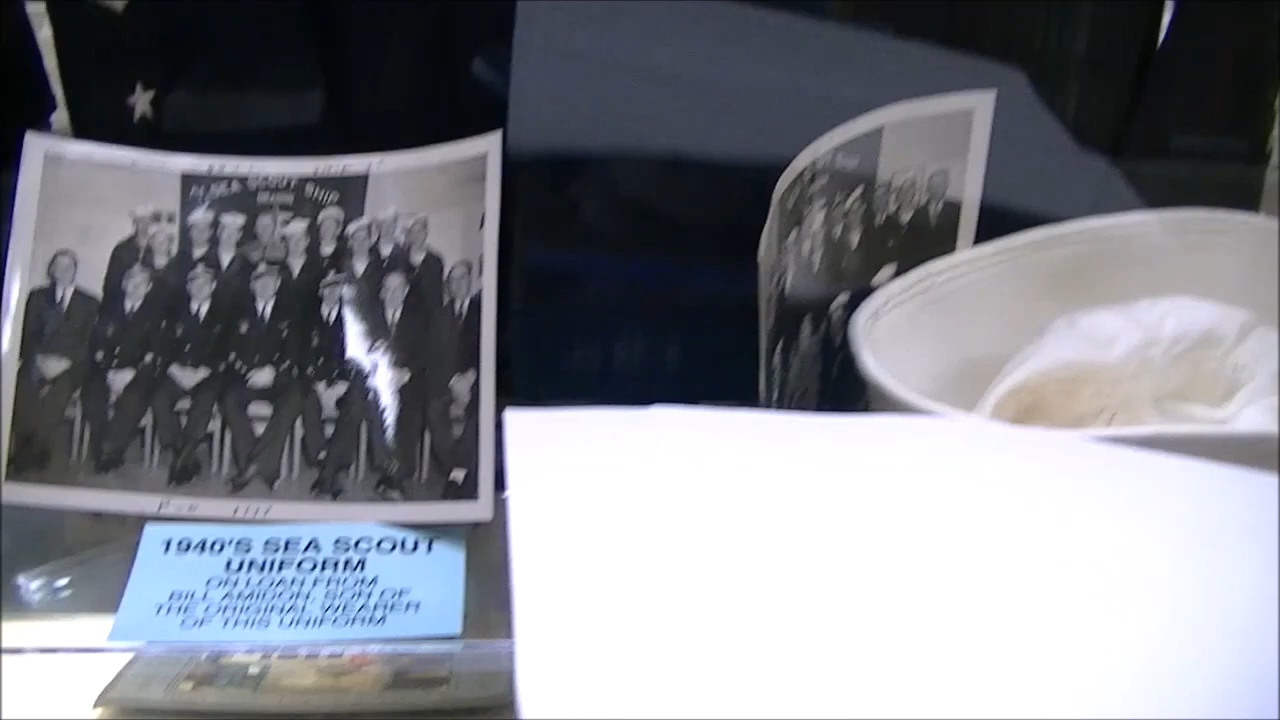 SEA SCOUT SHIP
1940'S SEA SCOUT
UNIFORM
ON LOAN FROM
BILL AMIDON, SON OF
THE ORIGINAL WEARER
OF THIS UNIFORM